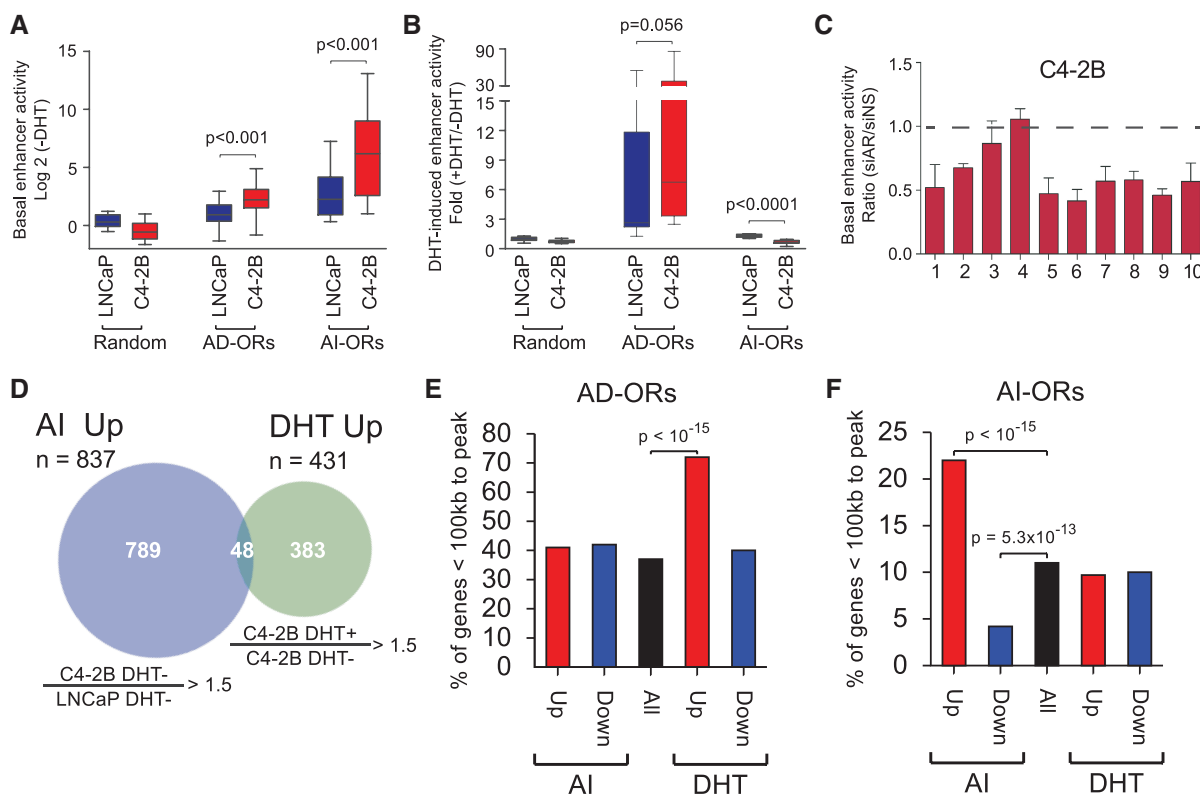 A
Basal enhancer activity
Log 2 (-DHT)
15
10
5
0
p<0.001
p<0.001
LNCaP
C4-2B
LNCaP
C4-2B
LNCaP
C4-2B
Random
AD-ORs
AI-ORs
B
DHT-induced enhancer activity
Fold (+DHT/-DHT)
90
30
15
12
9
6
3
0
p=0.056
p<0.0001
LNCaP
C4-2B
LNCaP
C4-2B
LNCaP
C4-2B
Random
AD-ORs
AI-ORs
C
C4-2B
Basal enhancer activity
Ratio (siAR/siNS)
1.5
1.0
0.5
0.0
1 2 3 4 5 6 7 8 9 10
D
AI Up
n = 837
DHT Up
n = 431
789
48
383
C4-2B DHT+
C4-2B DHT-
> 1.5
C4-2B DHT-
LNCaP DHT-
> 1.5
E
AD-ORs
% of genes < 100kb to peak
80
70
60
50
40
30
20
10
0
p < 10⁻¹⁵
Up
Down
All
Up
Down
AI
DHT
F
AI-ORs
% of genes < 100kb to peak
25
20
15
10
5
0
p < 10⁻¹⁵
p = 5.3x10⁻¹³
Up
Down
All
Up
Down
AI
DHT